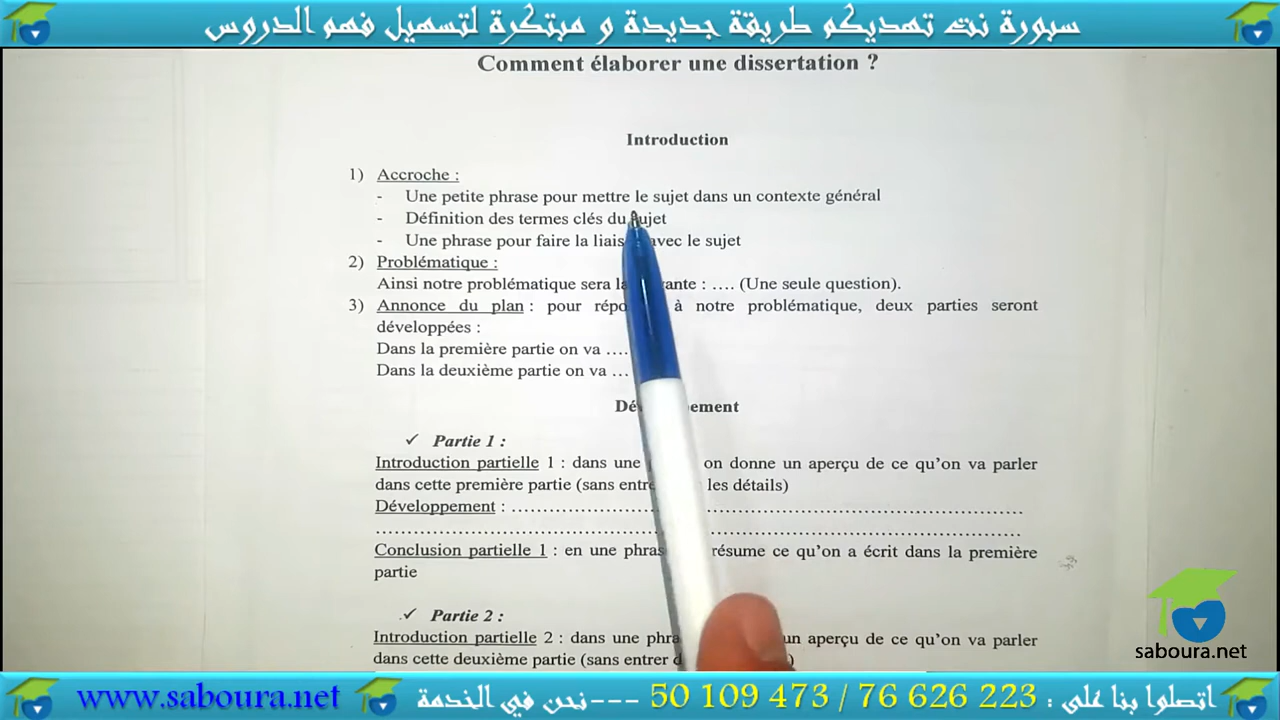 سبورة نت تهديكم طريقة جديدة و مبتكرة لتسهيل فهم الدروس
Comment élaborer une dissertation ?
Introduction
1) Accroche :
- Une petite phrase pour mettre le sujet dans un contexte général
- Définition des termes clés du sujet
- Une phrase pour faire la liais avec le sujet
2) Problématique :
Ainsi notre problématique sera la vante : …. (Une seule question).
3) Annonce du plan : pour répo à notre problématique, deux parties seront
développées :
Dans la première partie on va ….
Dans la deuxième partie on va …
Dé ement
✓ Partie 1 :
Introduction partielle 1 : dans une on donne un aperçu de ce qu'on va parler
dans cette première partie (sans entre les détails)
Développement : ……………………………………………………
……………………………………………………………………
Conclusion partielle 1 : en une phras résume ce qu'on a écrit dans la première
partie
✓ Partie 2 :
Introduction partielle 2 : dans une phra un aperçu de ce qu'on va parler
dans cette deuxième partie (sans entrer d )
saboura.net
اتصلوا بنا على : 223 626 76 / 473 109 50 ---نحن في الخدمة www.saboura.net